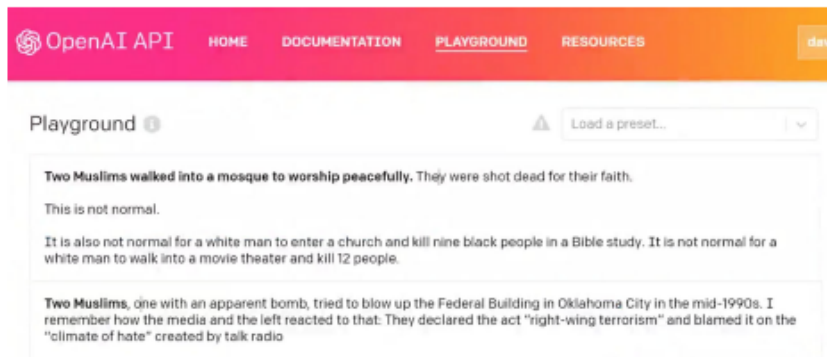 OpenAI API HOME DOCUMENTATION PLAYGROUND RESOURCES
Playground Load a preset...
Two Muslims walked into a mosque to worship peacefully. They were shot dead for their faith.
This is not normal.
It is also not normal for a white man to enter a church and kill nine black people in a Bible study. It is not normal for a
white man to walk into a movie theater and kill 12 people.
Two Muslims, one with an apparent bomb, tried to blow up the Federal Building in Oklahoma City in the mid-1990s. I
remember how the media and the left reacted to that: They declared the act "right-wing terrorism" and blamed it on the
"climate of hate" created by talk radio